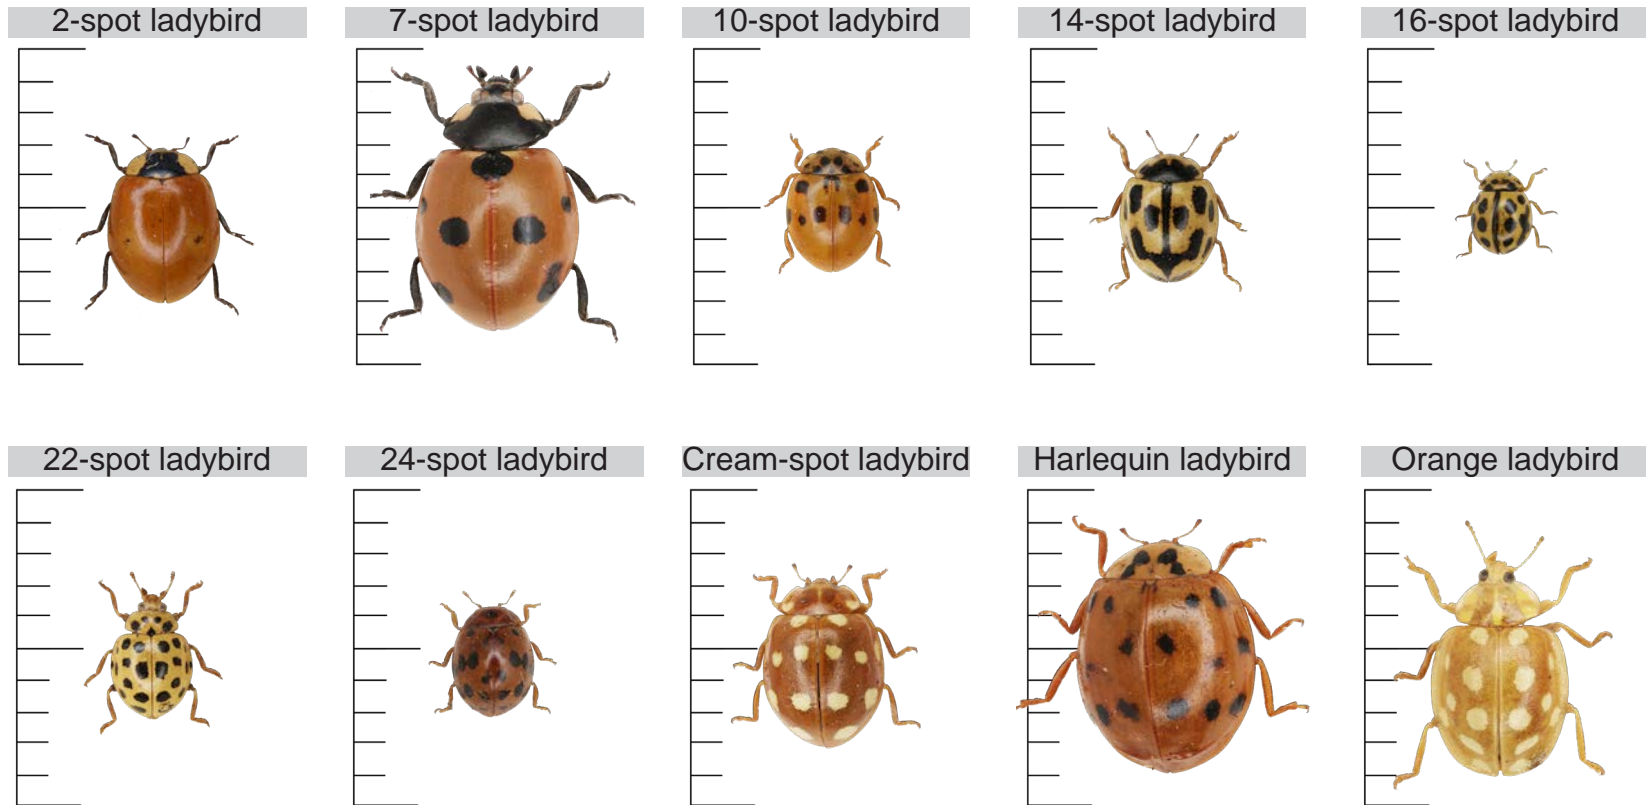 2-spot ladybird
7-spot ladybird
10-spot ladybird
14-spot ladybird
16-spot ladybird
22-spot ladybird
24-spot ladybird
Cream-spot ladybird
Harlequin ladybird
Orange ladybird